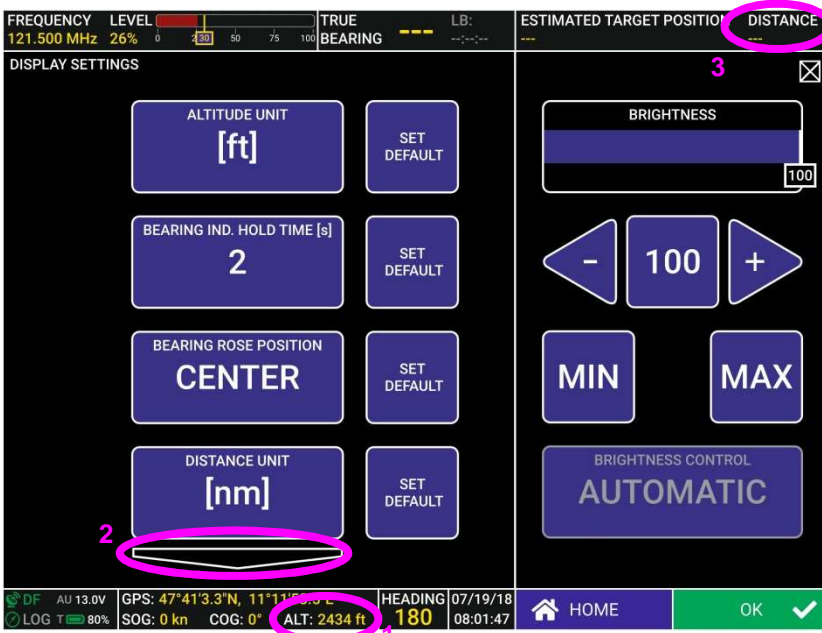 FREQUENCY LEVEL TRUE BEARING LB: ESTIMATED TARGET POSITION DISTANCE
121.500 MHz 26% 0 30 50 75 100 --- --:--:-- --- ---
DISPLAY SETTINGS
3
ALTITUDE UNIT
[ft]
SET
DEFAULT
BRIGHTNESS
100
BEARING IND. HOLD TIME [s]
2
SET
DEFAULT
-
100
+
BEARING ROSE POSITION
CENTER
SET
DEFAULT
MIN
MAX
DISTANCE UNIT
[nm]
SET
DEFAULT
BRIGHTNESS CONTROL
AUTOMATIC
2
DF AU 13.0V GPS: 47°41'3.3"N, HEADING 07/19/18
LOG T 80% SOG: 0 kn COG: 0° ALT: 2434 ft 180 08:01:47
HOME
OK
1